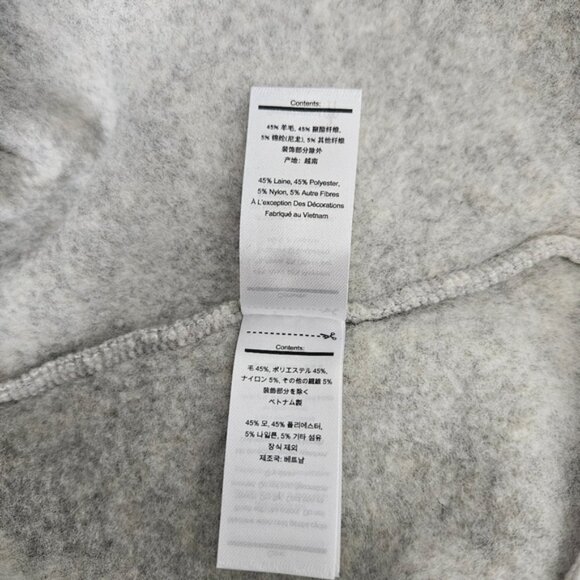 Contents:
45% 羊毛, 45% 聚酯纤维,
5% 锦纶(尼龙), 5% 其他纤维
装饰部分除外
产地: 越南
45% Laine, 45% Polyester,
5% Nylon, 5% Autre Fibres
À L'exception Des Décorations
Fabriqué au Vietnam
Contents:
毛 45%, ポリエステル 45%,
ナイロン 5%, その他の繊維 5%
装飾部分を除く
ベトナム製
45% 모, 45% 폴리에스터,
5% 나일론, 5% 기타 섬유
장식 제외
제조국: 베트남